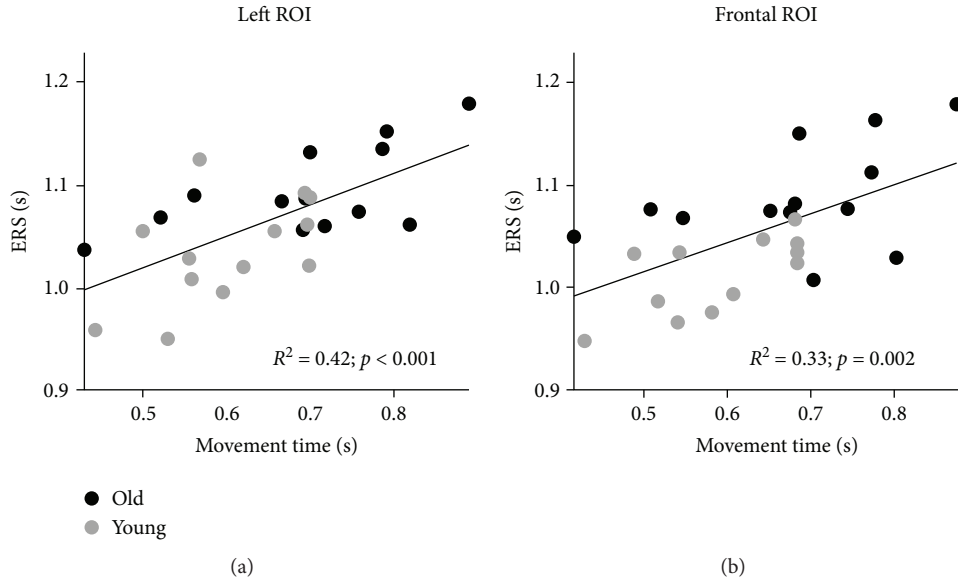 Left ROI
1.2
1.1
1.0
0.9
ERS (s)
R² = 0.42; p < 0.001
0.5 0.6 0.7 0.8
Movement time (s)
Old
Young
(a)
Frontal ROI
1.2
1.1
1.0
0.9
ERS (s)
R² = 0.33; p = 0.002
0.5 0.6 0.7 0.8
Movement time (s)
(b)